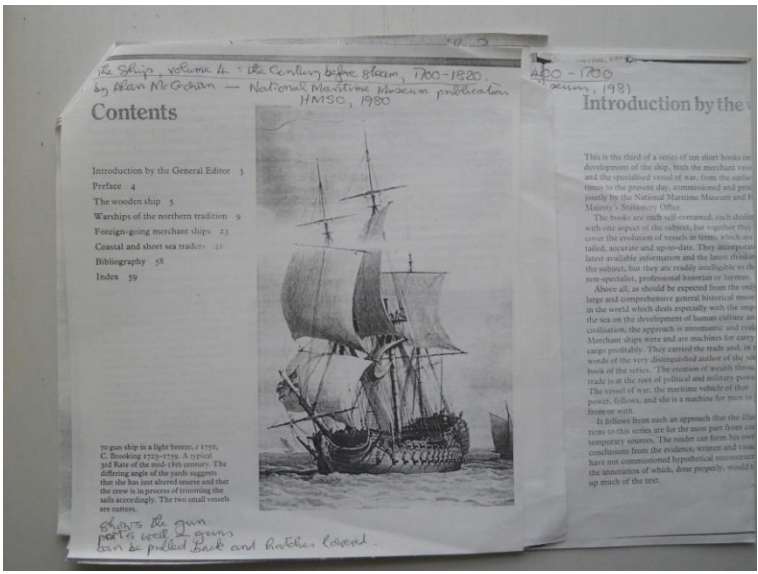 The Ship, volume 4: the Century before steam, 1700-1820.
by Alan McGowan — National Maritime Museum publication
HMSO, 1980
Contents
Introduction by the General Editor 3
Preface 4
The wooden ship 5
Warships of the northern tradition 9
Foreign-going merchant ships 23
Coastal and short sea traders
Bibliography 58
Index 59
70 gun ship in a light breeze, c 1750,
C. Brooking 1723-1759. A typical
3rd Rate of the mid-18th century. The
differing angle of the yards suggests
that she has just altered course and that
the crew is in process of trimming the
sails accordingly. The two small vessels
are cutters.
shows the gun
ports well & guns
can be pulled back and hatches lowered.
- 1700
1981
Introduction by the
This is the third of a series of ten short books on
development of the ship, both the merchant
and the specialised vessel of war, from the earliest
times to the present day, commissioned and
jointly by the National Maritime Museum and
Majesty's Stationery Office.
The books are each self-contained, each dealing
with one aspect of the subject, but together they
cover the evolution of vessels in terms which are
tailed, accurate and up-to-date. They incorporate
latest available information and the latest thinking
the subject, but they are readily intelligible to the
non-specialist, professional historian or layman.
Above all, as should be expected from the only
large and comprehensive general historical
in the world which deals especially with the
the sea on the development of human culture
civilisation, the approach is unromantic and
Merchant ships were and are machines for carry
cargo profitably. They carried the trade and, in
words of the very distinguished author of the
book of the series, 'The creation of wealth
trade is at the root of political and military power
The vessel of war, the maritime vehicle of that
power, follows, and she is a machine for men to
from or with.
It follows from such an approach that the
tions to this series are for the most part from
temporary sources. The reader can form his own
conclusions from the evidence, written and
have not commissioned hypothetical
the annotation of which, done properly, would
up much of the text.